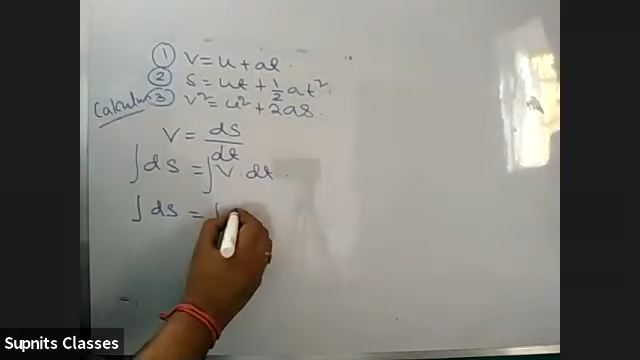 ① V = u + at.
② S = ut + 1/2 at².
Calculus ③ V² = u² + 2as.
V = ds/dt
∫ds = ∫V.dt.
∫ds = ∫
Supnits Classes